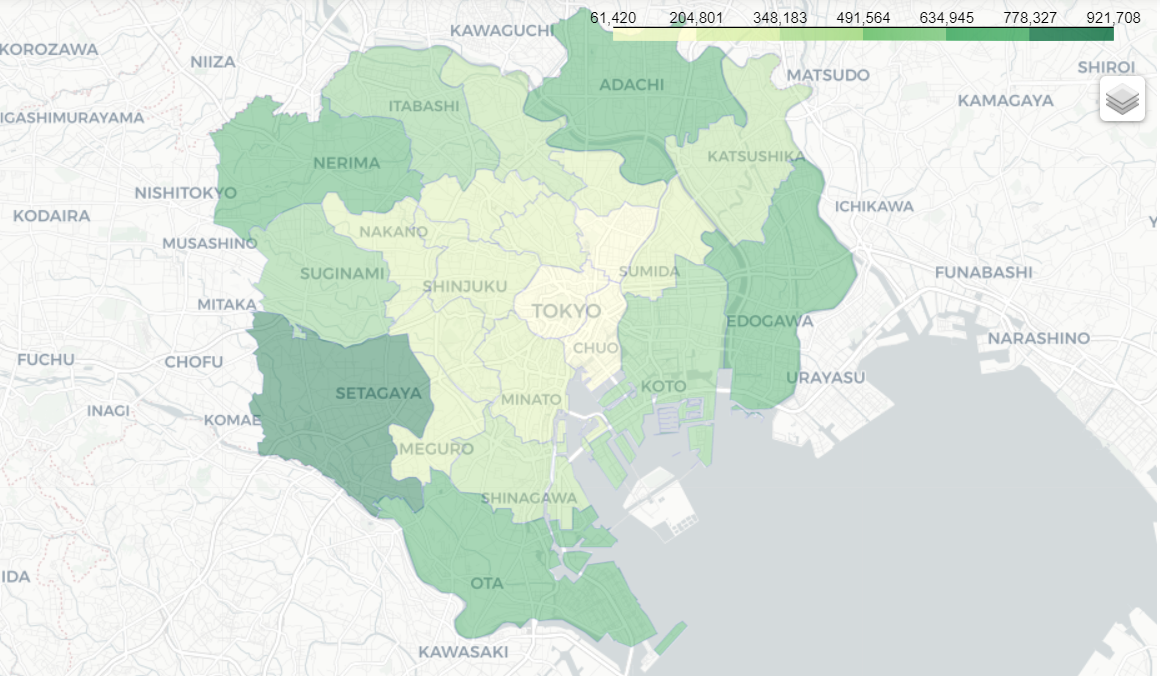 61,420 204,801 348,183 491,564 634,945 778,327 921,708
KAWAGUCHI
KOROZAWA
NIIZA
SHIROI
MATSUDO
ADACHI
KAMAGAYA
ITABASHI
IGASHIMURAYAMA
KATSUSHIKA
NERIMA
NISHITOKYO
ICHIKAWA
KODAIRA
Y
NAKANO
MUSASHINO
SUGINAMI
SUMIDA
FUNABASHI
SHINJUKU
MITAKA
TOKYO
EDOGAWA
NARASHINO
CHUO
FUCHU
CHOFU
URAYASU
KOTO
SETAGAYA
MINATO
INAGI
KOMAE
MEGURO
SHINAGAWA
IDA
OTA
KAWASAKI